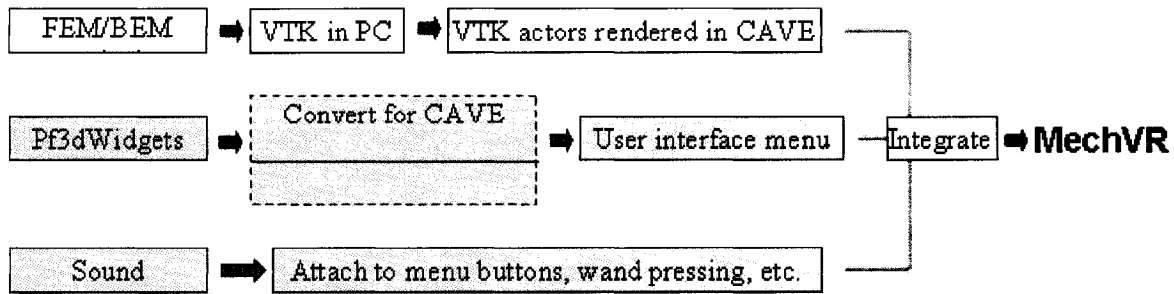 FEM/BEM
VTK in PC
VTK actors rendered in CAVE
Pf3dWidgets
Convert for CAVE
User interface menu
Integrate
MechVR
Sound
Attach to menu buttons, wand pressing, etc.